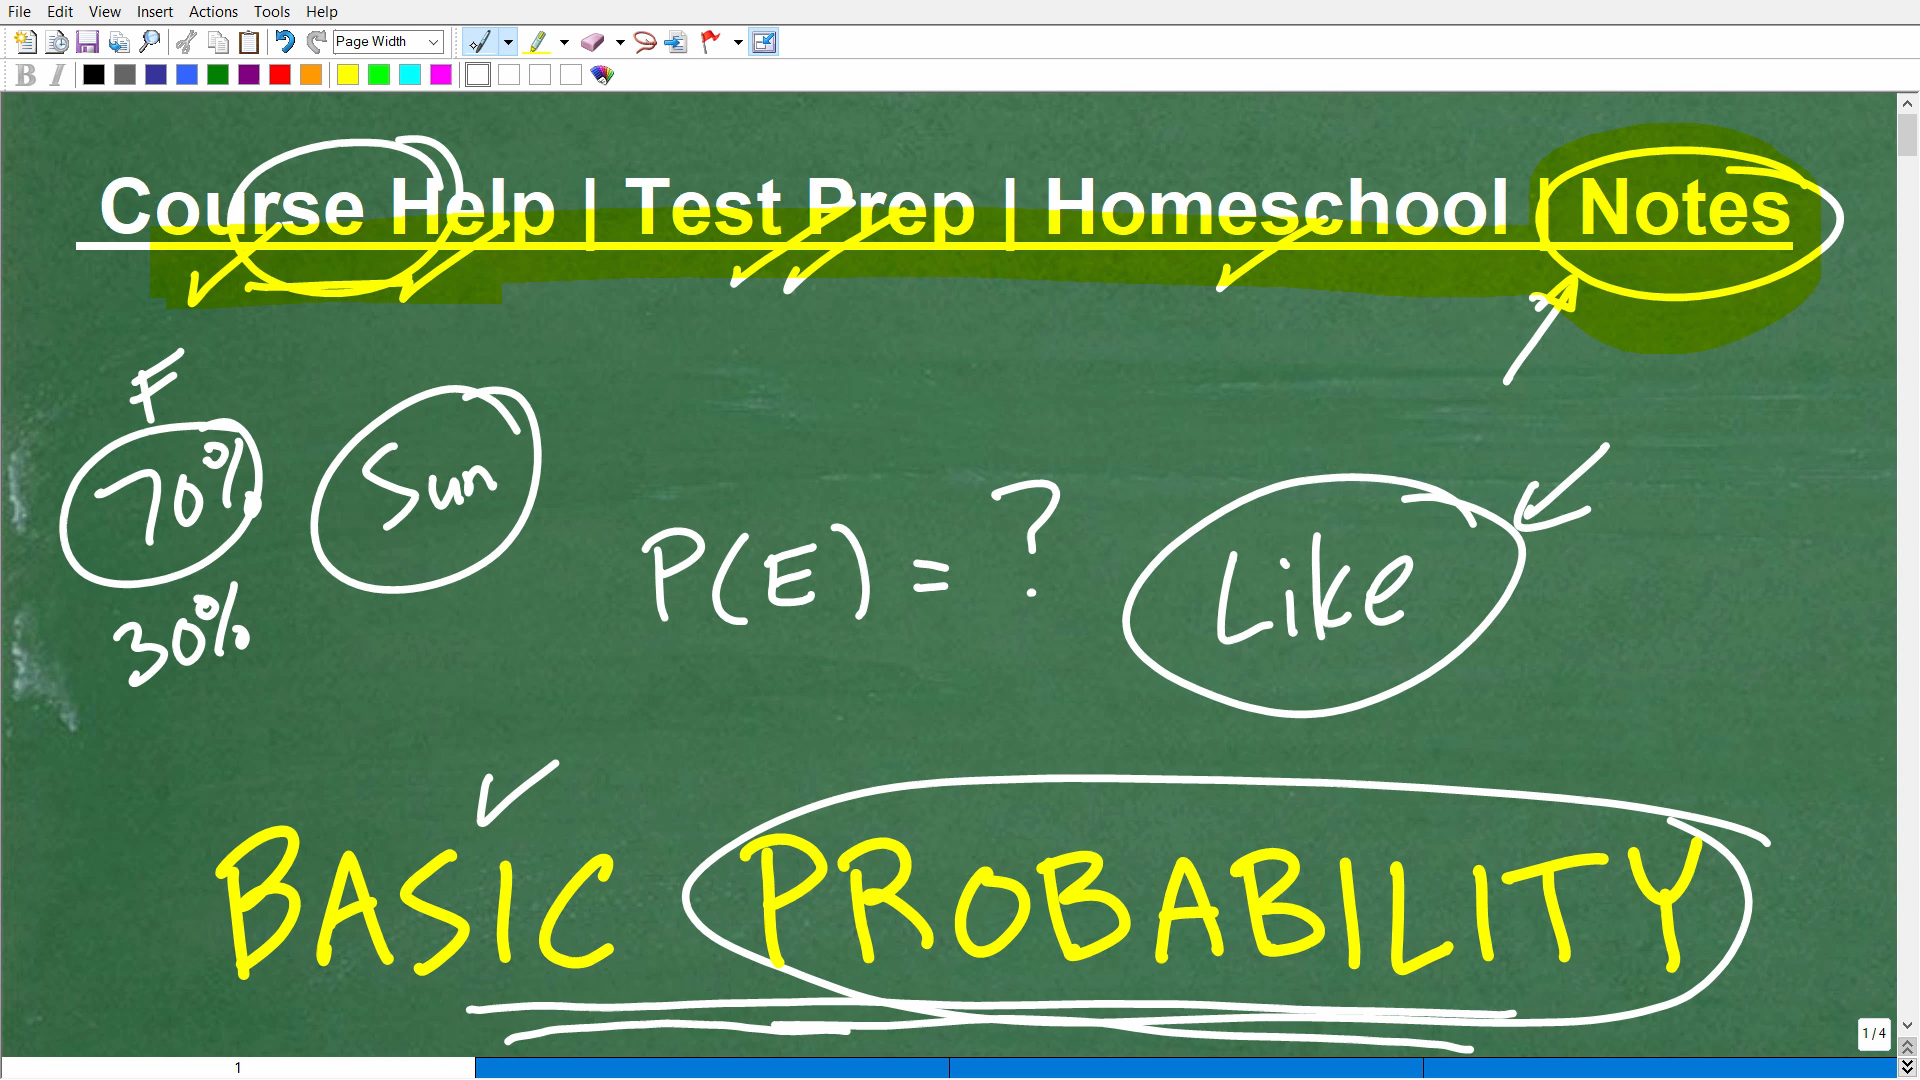 File Edit View Insert Actions Tools Help
Page Width
B I
Course Help | Test Prep | Homeschool | Notes
F
70% Sun
P(E) = ? Like
30%
BASIC PROBABILITY
1 / 4
1